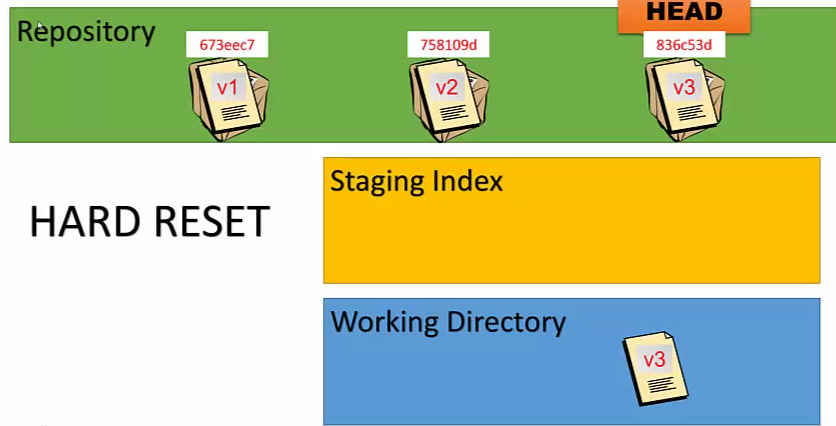 HEAD
Repository
673eec7
758109d
836c53d
v1
v2
v3
Staging Index
HARD RESET
Working Directory
v3